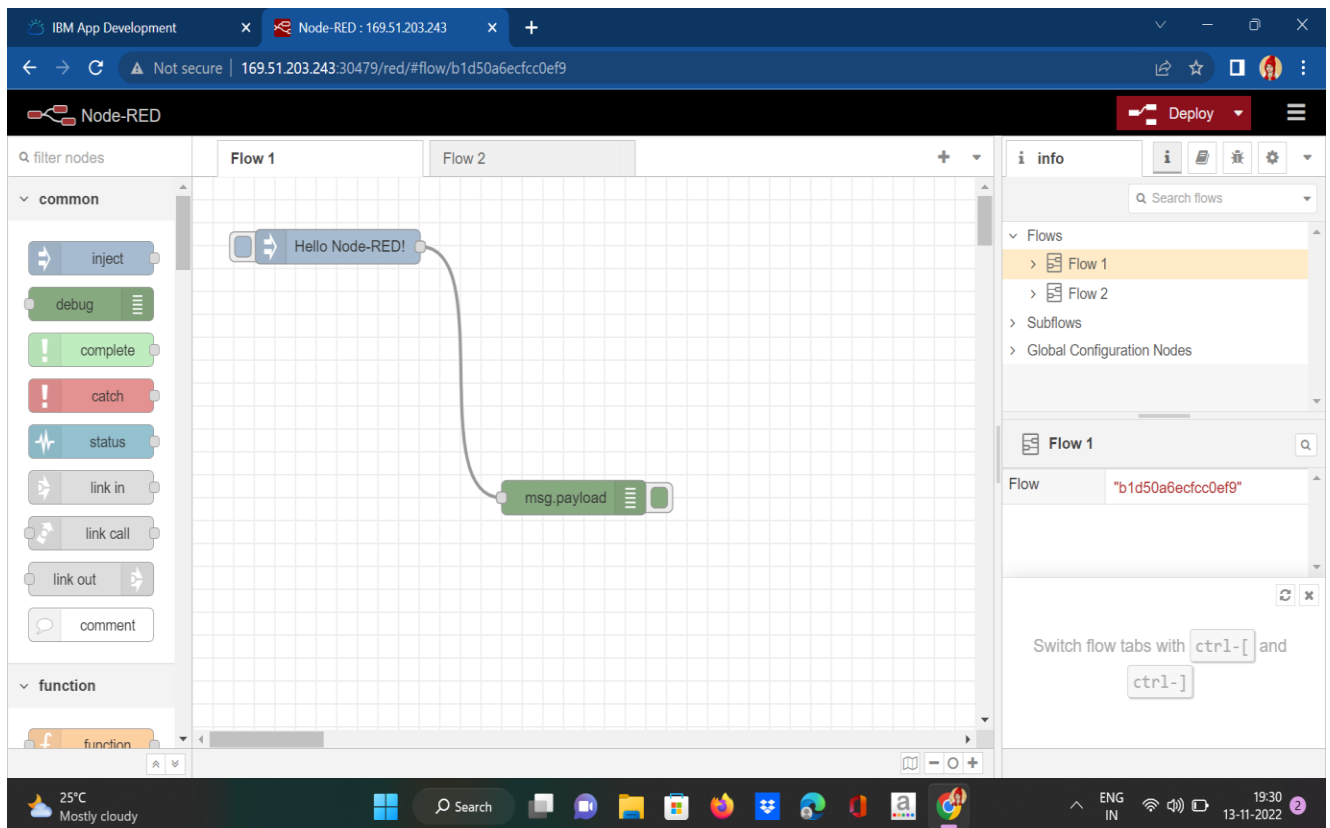 IBM App Development
Node-RED : 169.51.203.243
Not secure | 169.51.203.243:30479/red/#flow/b1d50a6ecfcc0ef9
Node-RED
Deploy
filter nodes
Flow 1
Flow 2
i info
i
common
Search flows
inject
debug
complete
catch
status
link in
link call
link out
comment
function
function
Hello Node-RED!
msg.payload
Flows
Flow 1
Flow 2
Subflows
Global Configuration Nodes
Flow 1
Flow "b1d50a6ecfcc0ef9"
Switch flow tabs with ctrl-[ and
ctrl-]
25°C
Mostly cloudy
Search
a
ENG
IN
19:30
13-11-2022
2